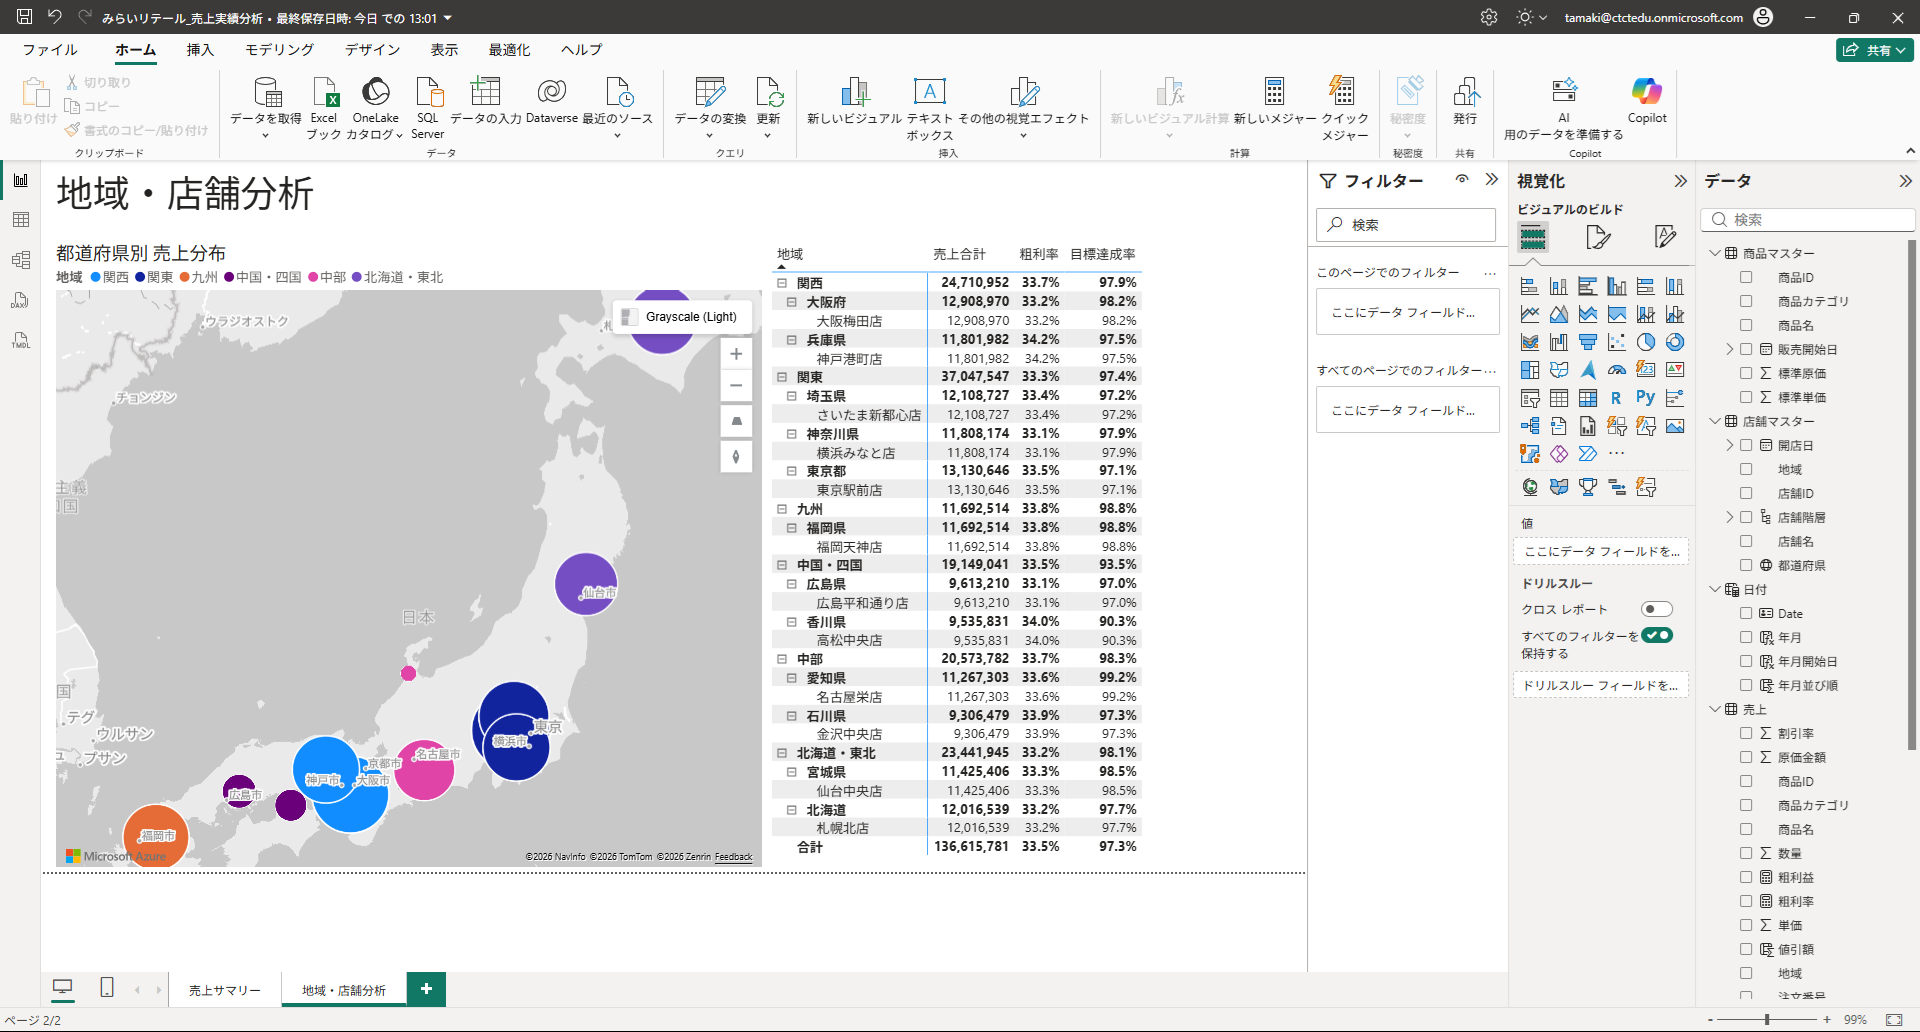 みらいリテール_売上実績分析 • 最終保存日時: 今日 での 13:01
tamaki@ctctedu.onmicrosoft.com
ファイル ホーム 挿入 モデリング デザイン 表示 最適化 ヘルプ 共有
貼り付け 切り取り コピー 書式のコピー/貼り付け
クリップボード
データを取得 Excel ブック OneLake カタログ SQL Server データの入力 Dataverse 最近のソース
データ
データの変換 更新
クエリ
新しいビジュアル テキスト ボックス その他の視覚エフェクト
挿入
新しいビジュアル計算 新しいメジャー クイック メジャー
計算
秘密度
秘密度
発行
共有
AI 用のデータを準備する Copilot
Copilot
DAX
TMDL
地域・店舗分析
都道府県別 売上分布
地域 関西 関東 九州 中国・四国 中部 北海道・東北
ウラジオストク
Grayscale (Light)
チョンジン
主義
国
仙台市
日本
国
テグ
ウルサン
プサン
東京
横浜市
名古屋市
京都市
神戸市
大阪市
広島市
福岡市
Microsoft Azure
©2026 NavInfo ©2026 TomTom ©2026 Zenrin Feedback
地域 売上合計 粗利率 目標達成率
関西 24,710,952 33.7% 97.9%
大阪府 12,908,970 33.2% 98.2%
大阪梅田店 12,908,970 33.2% 98.2%
兵庫県 11,801,982 34.2% 97.5%
神戸港町店 11,801,982 34.2% 97.5%
関東 37,047,547 33.3% 97.4%
埼玉県 12,108,727 33.4% 97.2%
さいたま新都心店 12,108,727 33.4% 97.2%
神奈川県 11,808,174 33.1% 97.9%
横浜みなと店 11,808,174 33.1% 97.9%
東京都 13,130,646 33.5% 97.1%
東京駅前店 13,130,646 33.5% 97.1%
九州 11,692,514 33.8% 98.8%
福岡県 11,692,514 33.8% 98.8%
福岡天神店 11,692,514 33.8% 98.8%
中国・四国 19,149,041 33.5% 93.5%
広島県 9,613,210 33.1% 97.0%
広島平和通り店 9,613,210 33.1% 97.0%
香川県 9,535,831 34.0% 90.3%
高松中央店 9,535,831 34.0% 90.3%
中部 20,573,782 33.7% 98.3%
愛知県 11,267,303 33.6% 99.2%
名古屋栄店 11,267,303 33.6% 99.2%
石川県 9,306,479 33.9% 97.3%
金沢中央店 9,306,479 33.9% 97.3%
北海道・東北 23,441,945 33.2% 98.1%
宮城県 11,425,406 33.3% 98.5%
仙台中央店 11,425,406 33.3% 98.5%
北海道 12,016,539 33.2% 97.7%
札幌北店 12,016,539 33.2% 97.7%
合計 136,615,781 33.5% 97.3%
フィルター
検索
このページでのフィルター ...
ここにデータ フィールド...
すべてのページでのフィルター ...
ここにデータ フィールド...
視覚化
ビジュアルのビルド
123
R Py
...
値
ここにデータ フィールドを...
ドリルスルー
クロス レポート
すべてのフィルターを
保持する
ドリルスルー フィールドを...
データ
検索
商品マスター
商品ID
商品カテゴリ
商品名
販売開始日
標準原価
標準単価
店舗マスター
開店日
地域
店舗ID
店舗階層
店舗名
都道府県
日付
Date
年月
年月開始日
年月並び順
売上
割引率
原価金額
商品ID
商品カテゴリ
商品名
数量
粗利益
粗利率
単価
値引額
地域
注文番号
売上サマリー 地域・店舗分析 +
ページ 2/2
- + 99%